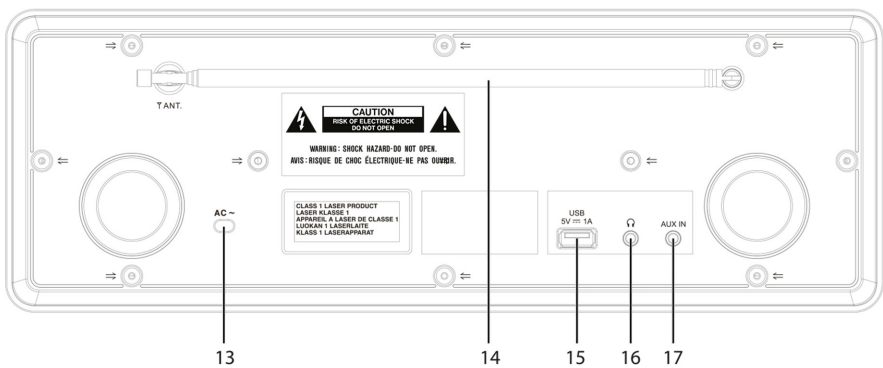 ANT.
CAUTION
RISK OF ELECTRIC SHOCK
DO NOT OPEN
WARNING: SHOCK HAZARD-DO NOT OPEN.
AVIS: RISQUE DE CHOC ÉLECTRIQUE-NE PAS
AC ~
CLASS 1 LASER PRODUCT
LASER KLASSE 1
APPAREIL A LASER DE CLASSE 1
LUOKAN 1 LASERLAITE
KLASS 1 LASERAPPARAT
USB
5V ⎓ 1A
AUX IN
13
14
15
16
17